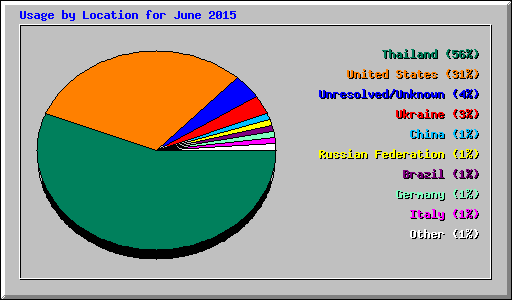 Usage by Location for June 2015
Thailand (56%)
United States (31%)
Unresolved/Unknown (4%)
Ukraine (3%)
China (1%)
Russian Federation (1%)
Brazil (1%)
Germany (1%)
Italy (1%)
Other (1%)